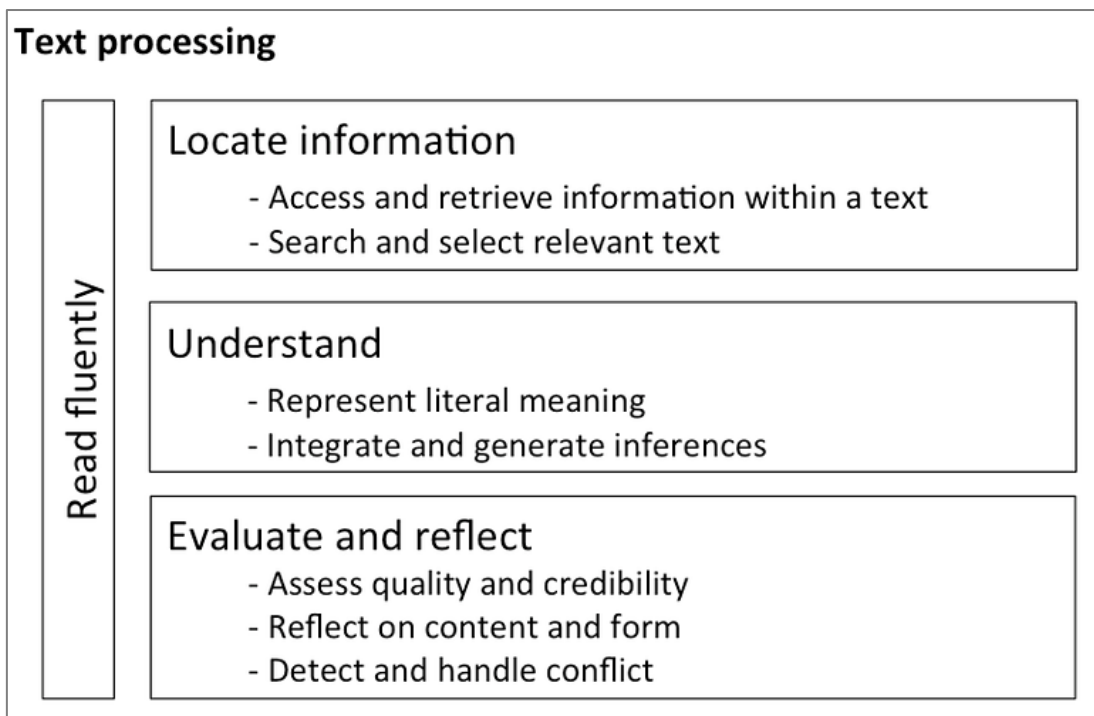 Text processing
Read fluently
Locate information
- Access and retrieve information within a text
- Search and select relevant text
Understand
- Represent literal meaning
- Integrate and generate inferences
Evaluate and reflect
- Assess quality and credibility
- Reflect on content and form
- Detect and handle conflict